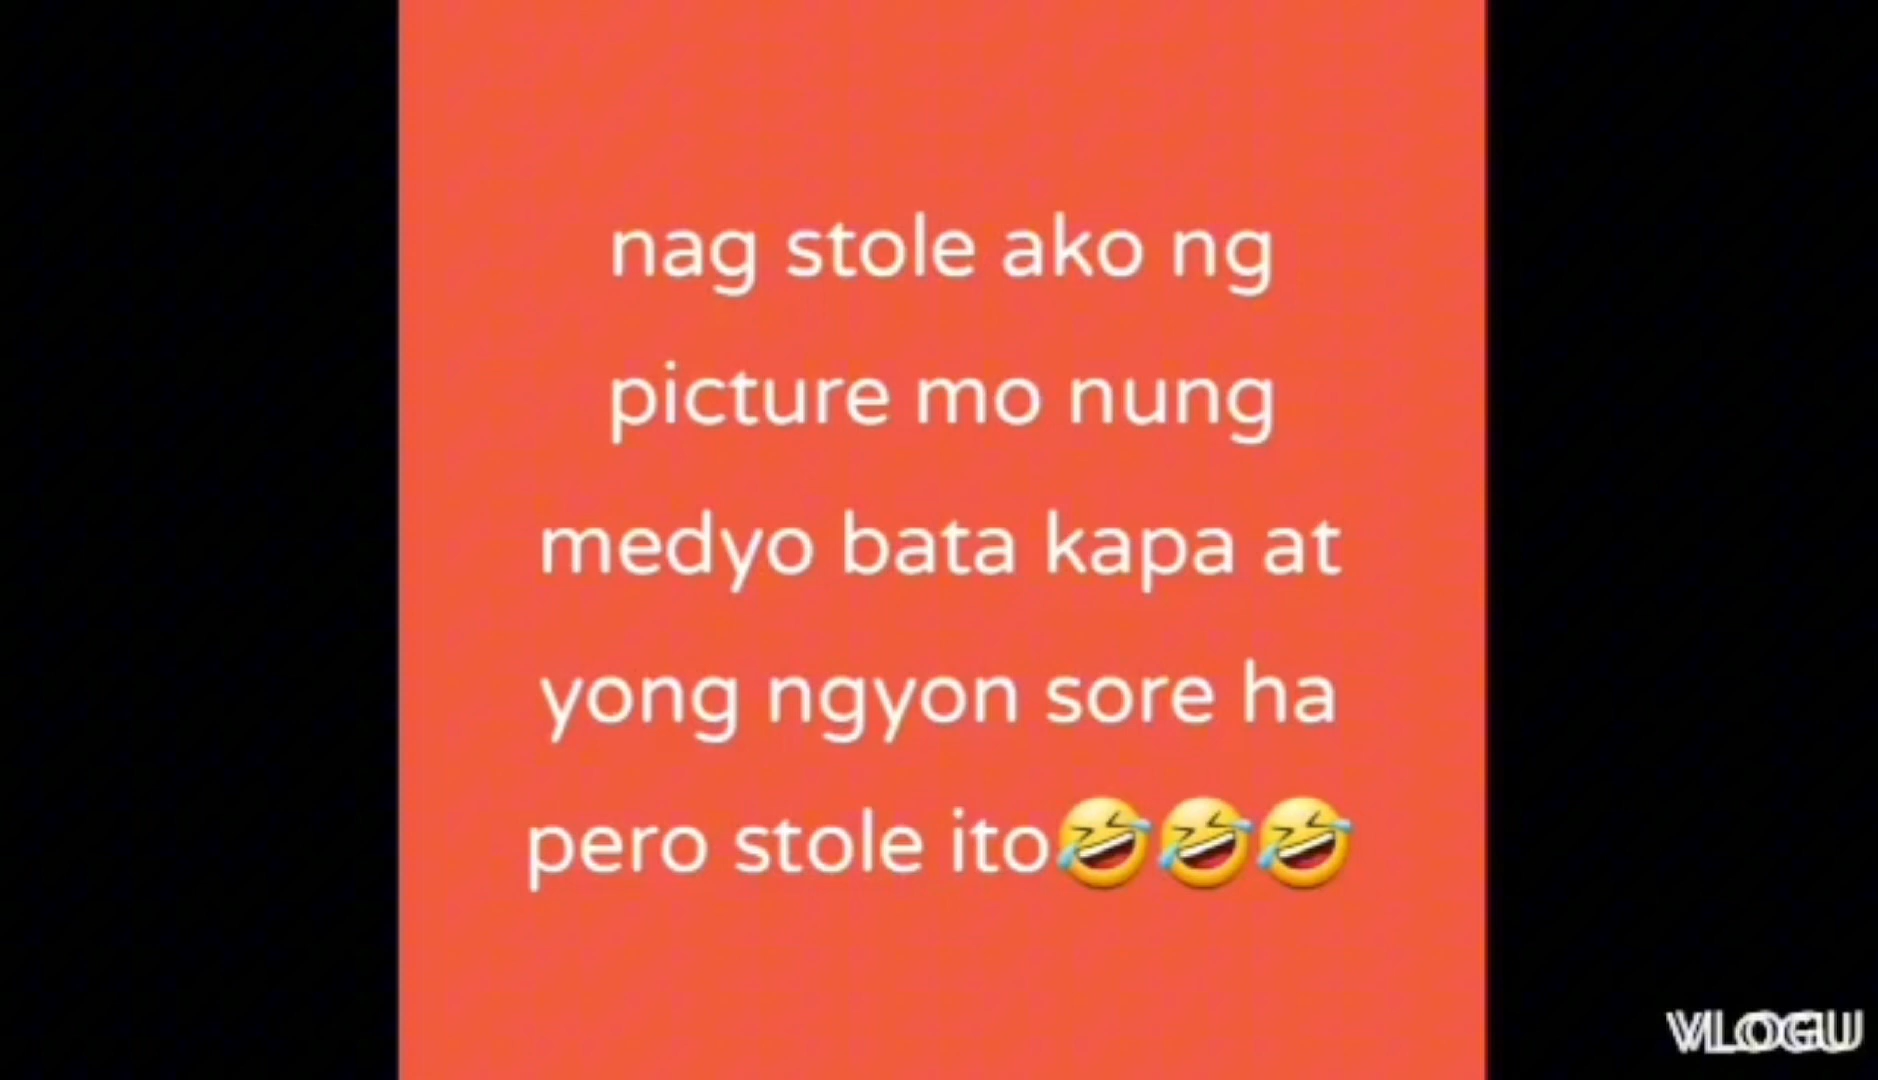 nag stole ako ng
picture mo nung
medyo bata kapa at
yong ngyon sore ha
pero stole ito🤣🤣🤣
VLOGU